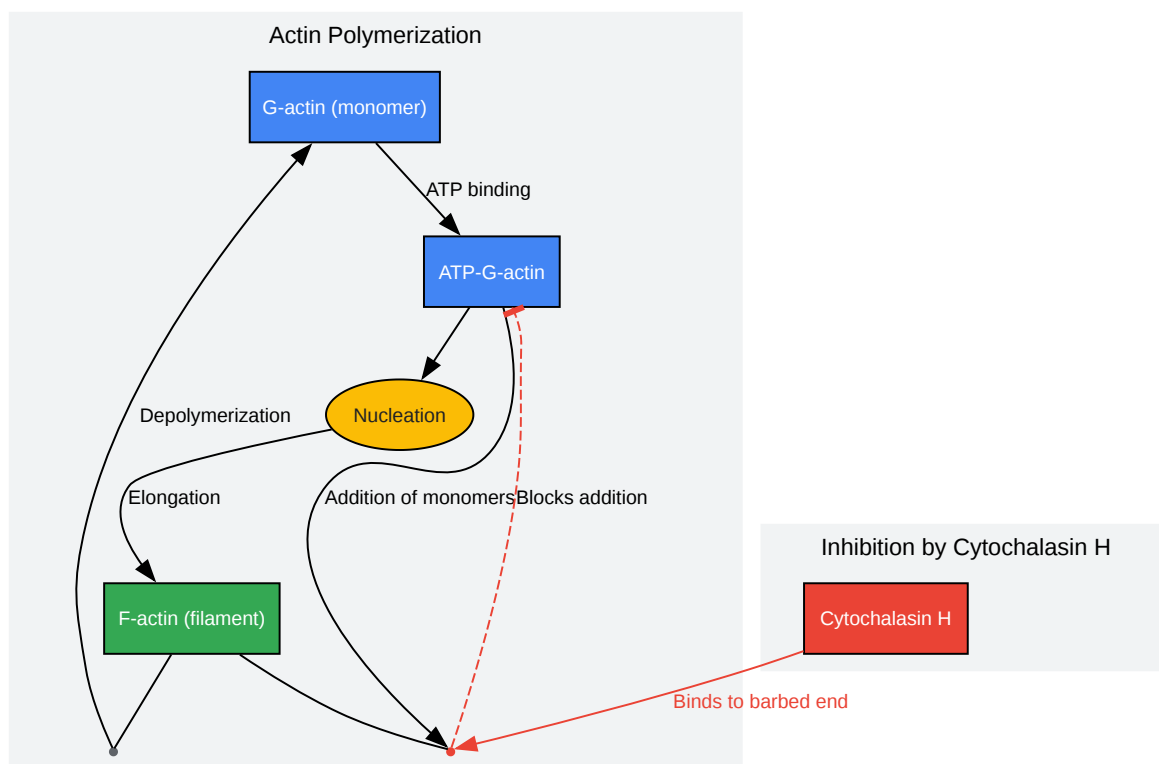 Actin Polymerization
G-actin (monomer)
ATP binding
ATP-G-actin
Depolymerization
Nucleation
Elongation
Addition of monomers
Blocks addition
Inhibition by Cytochalasin H
F-actin (filament)
Cytochalasin H
Binds to barbed end